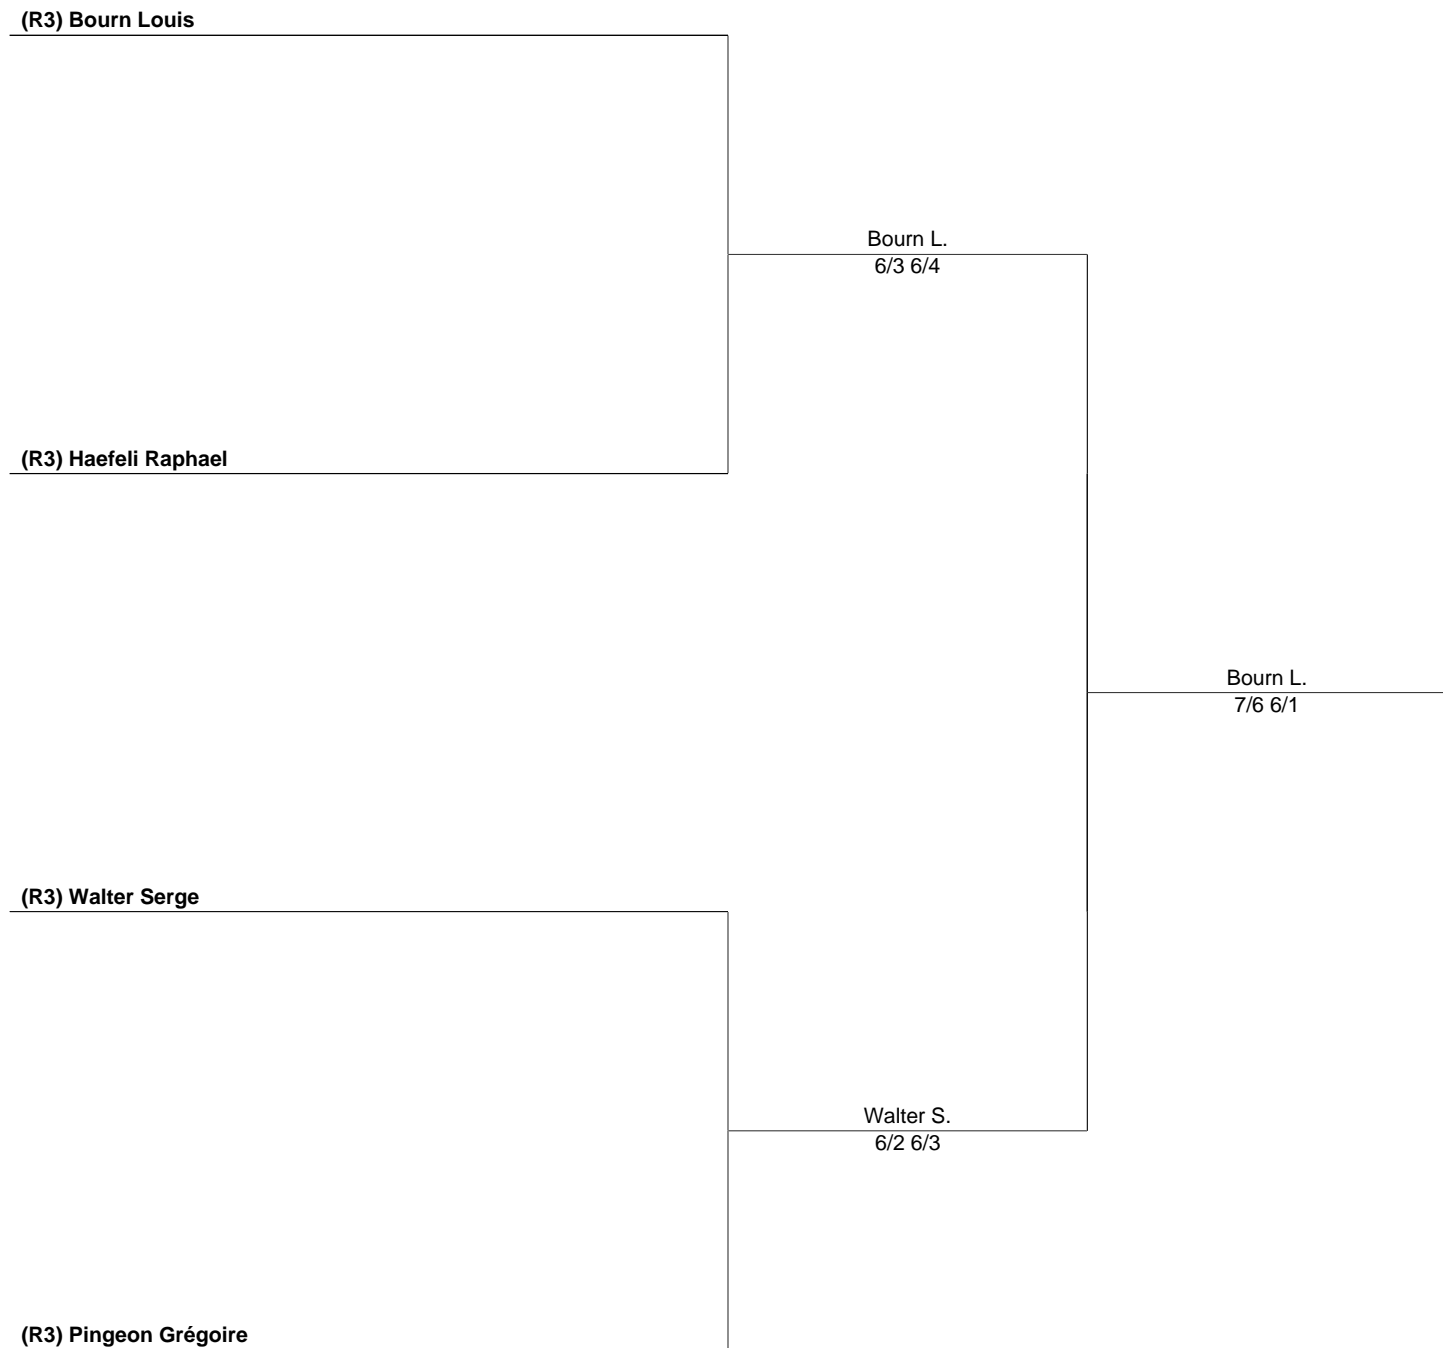 (R3) Bourn Louis
Bourn L.
6/3 6/4
(R3) Haefeli Raphael
Bourn L.
7/6 6/1
(R3) Walter Serge
Walter S.
6/2 6/3
(R3) Pingeon Grégoire